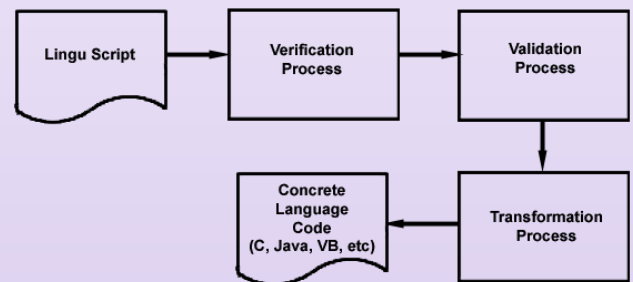 Lingu Script
Verification
Process
Validation
Process
Transformation
Process
Concrete
Language
Code
(C, Java, VB, etc)